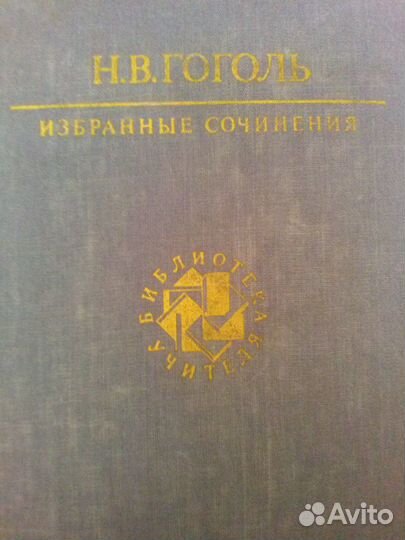 Н.В.ГОГОЛЬ
ИЗБРАННЫЕ СОЧИНЕНИЯ
БИБЛИОТЕКА УЧИТЕЛЯ
Avito